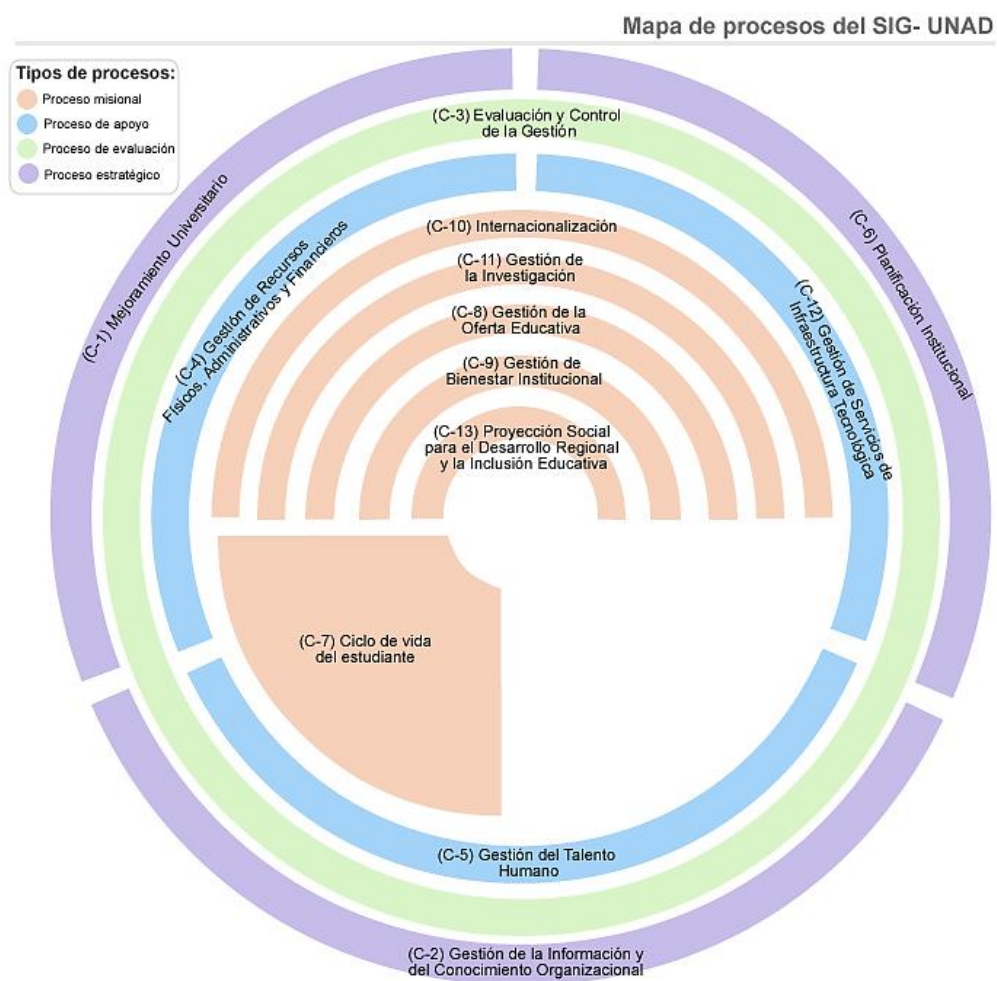 Mapa de procesos del SIG- UNAD
Tipos de procesos:
Proceso misional
Proceso de apoyo
Proceso de evaluación
Proceso estratégico
(C-3) Evaluación y Control
de la Gestión
(C-1) Mejoramiento Universitario
(C-6) Planificación Institucional
(C-4) Gestión de Recursos
Físicos, Administrativos y Financieros
(C-12) Gestión de Servicios de
Infraestructura Tecnológica
(C-10) Internacionalización
(C-11) Gestión de
la Investigación
(C-8) Gestión de la
Oferta Educativa
(C-9) Gestión de
Bienestar Institucional
(C-13) Proyección Social
para el Desarrollo Regional
y la Inclusión Educativa
(C-7) Ciclo de vida
del estudiante
(C-5) Gestión del Talento
Humano
(C-2) Gestión de la Información y
del Conocimiento Organizacional